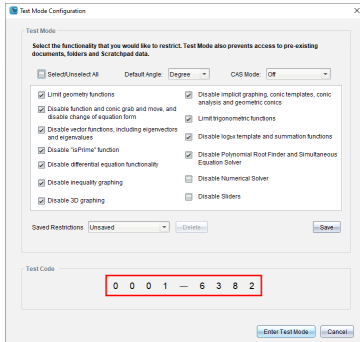 Test Mode Configuration
Test Mode
Select the functionality that you would like to restrict. Test Mode also prevents access to pre-existing
documents, folders and Scratchpad data.
Select/Unselect All Default Angle: Degree CAS Mode: Off
Limit geometry functions
Disable function and conic grab and move, and
disable change of equation form
Disable vector functions, including eigenvectors
and eigenvalues
Disable "isPrime" function
Disable differential equation functionality
Disable inequality graphing
Disable 3D graphing
Disable implicit graphing, conic templates, conic
analysis and geometric conics
Limit trigonometric functions
Disable logbx template and summation functions
Disable Polynomial Root Finder and Simultaneous
Equation Solver
Disable Numerical Solver
Disable Sliders
Saved Restrictions Unsaved Delete Save
Test Code
0 0 0 1 — 6 3 8 2
Enter Test Mode Cancel